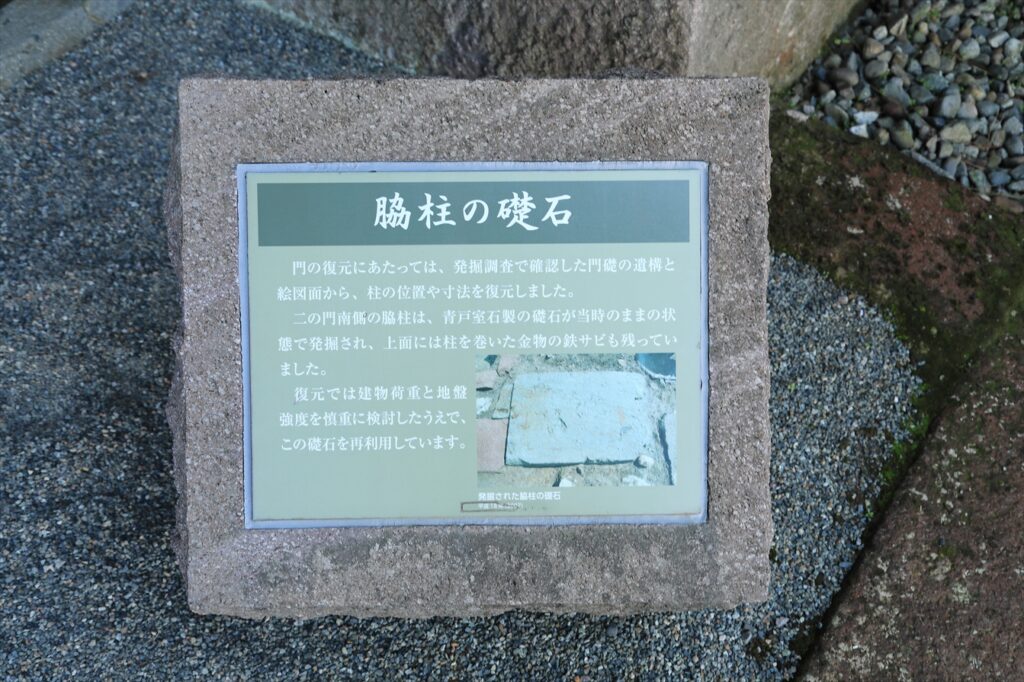 脇柱の礎石
門の復元にあたっては、発掘調査で確認した門礎の遺構と
絵図面から、柱の位置や寸法を復元しました。
二の門南側の脇柱は、青戸室石製の礎石が当時のままの状
態で発掘され、上面には柱を巻いた金物の鉄サビも残ってい
ました。
復元では建物荷重と地盤
強度を慎重に検討したうえで、
この礎石を再利用しています。
発掘された脇柱の礎石